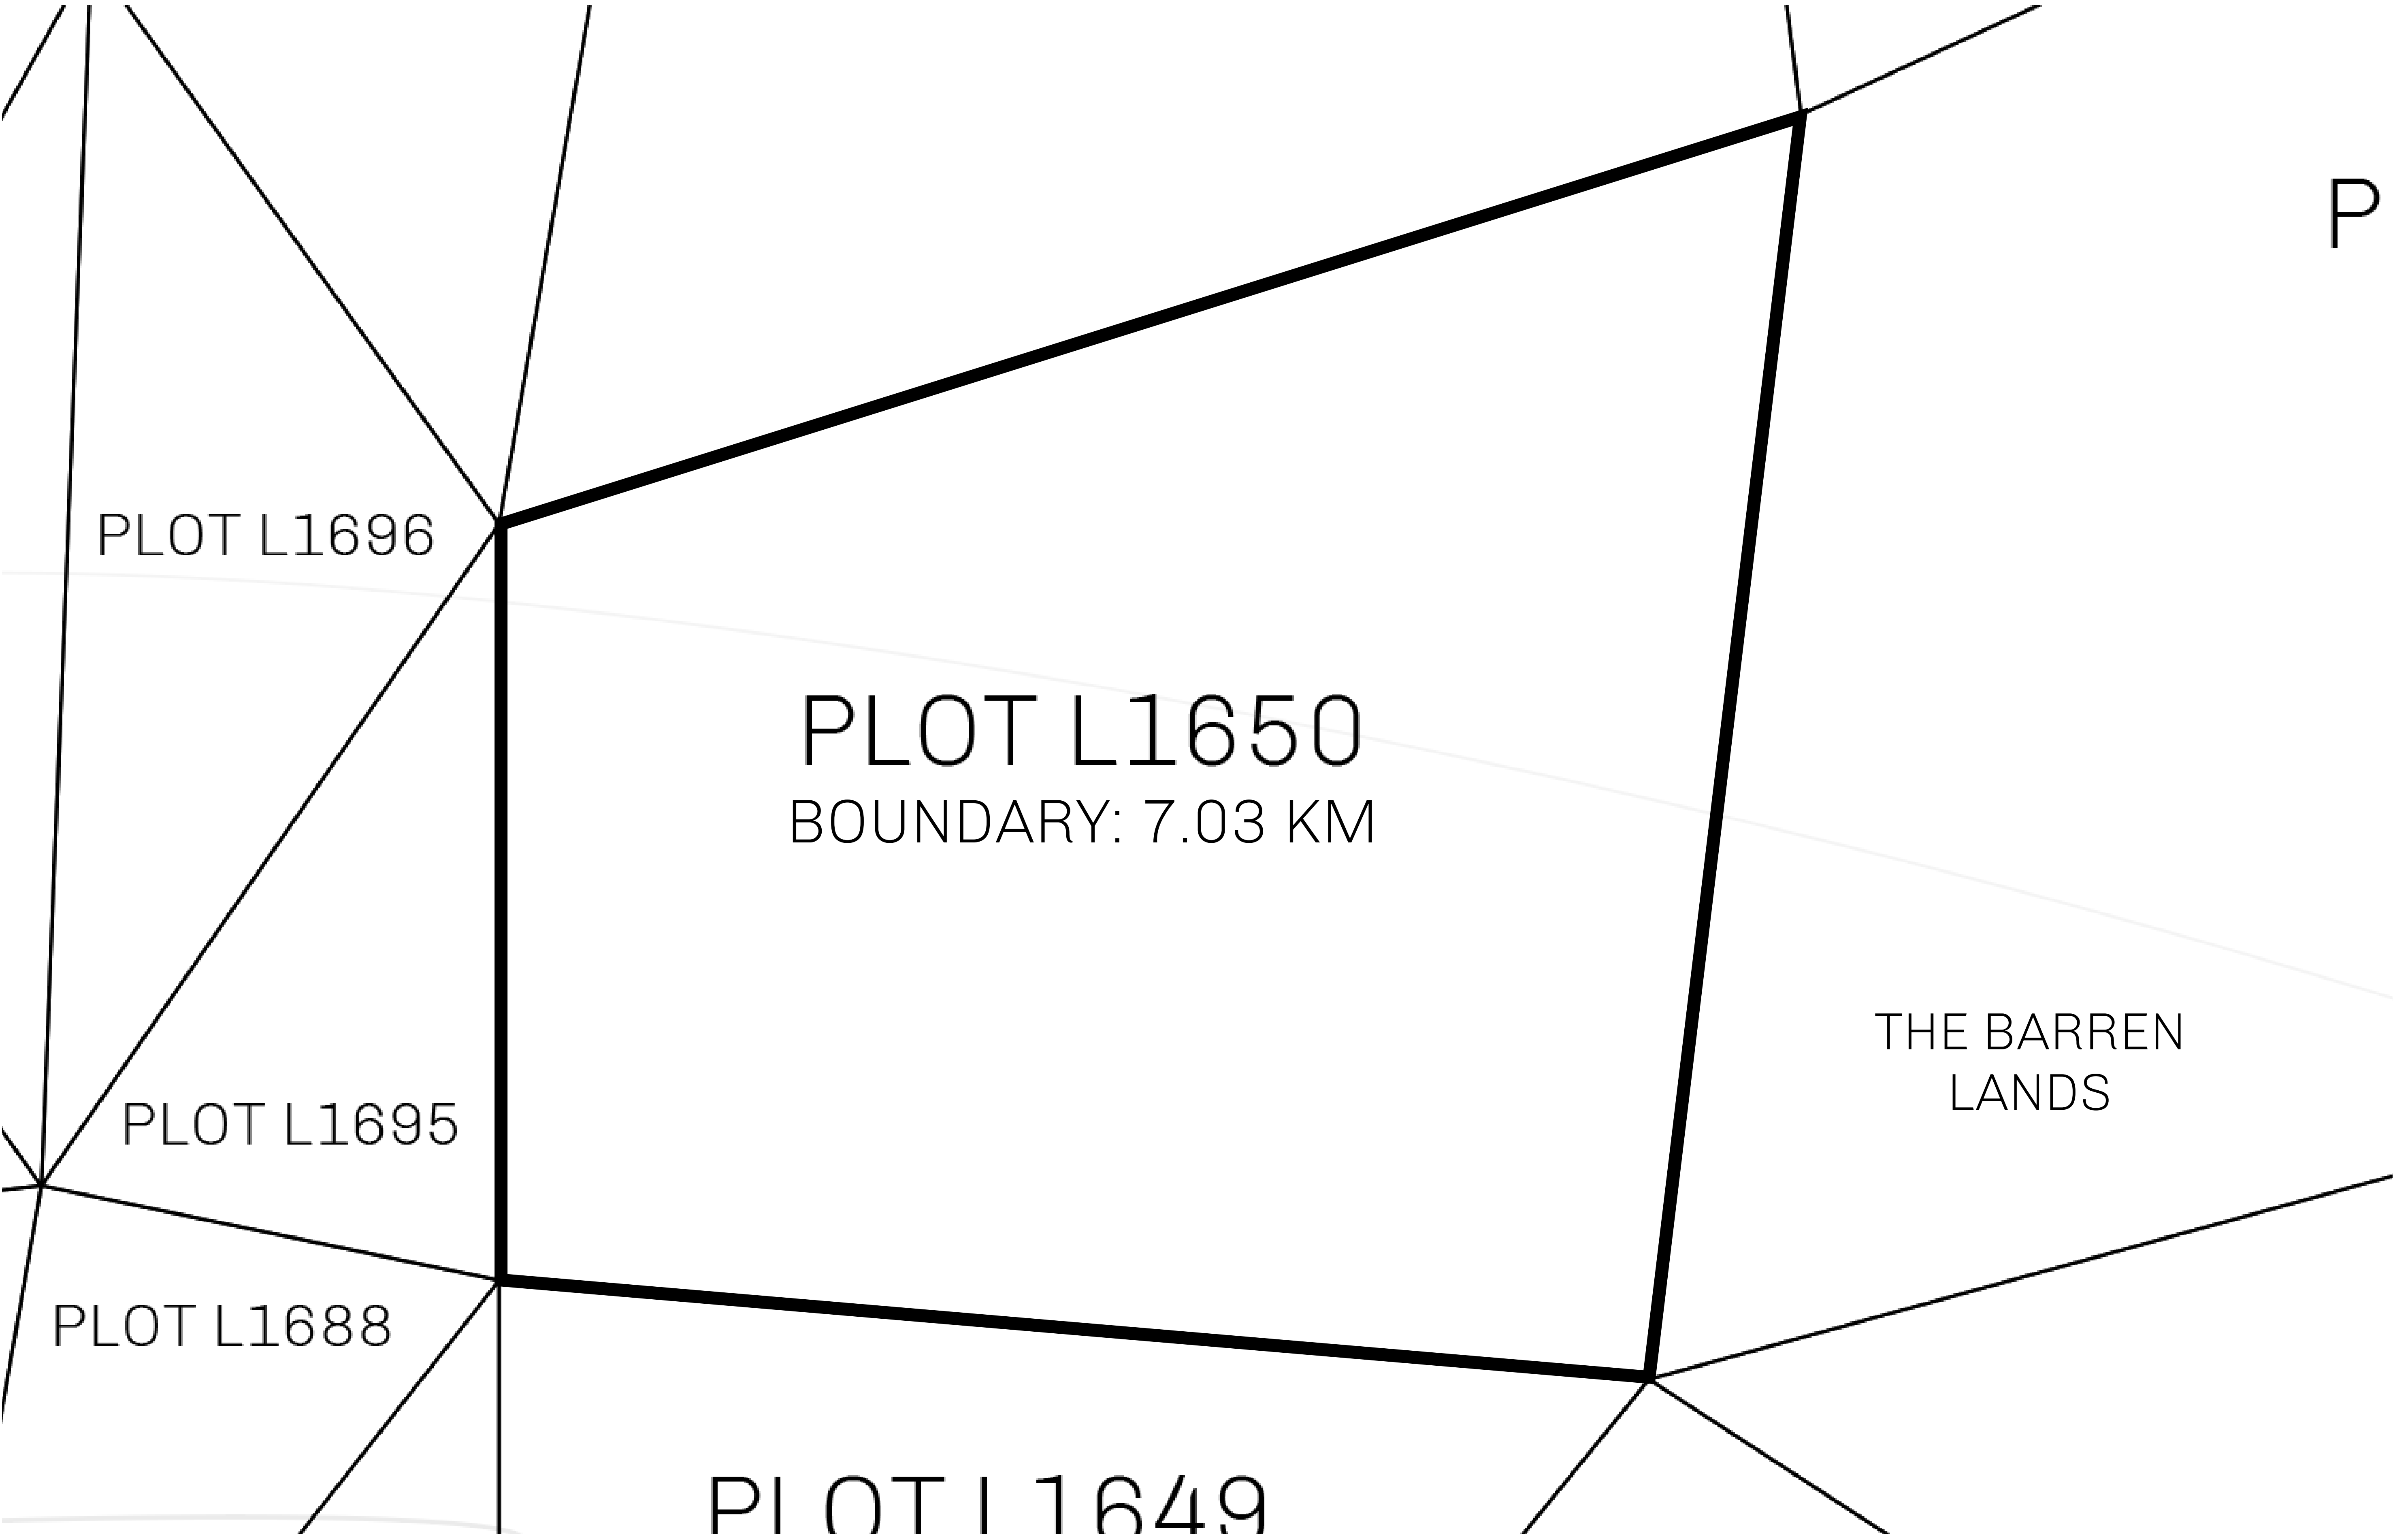 P
PLOT L1696
PLOT L1650
BOUNDARY: 7.03 KM
THE BARREN
LANDS
PLOT L1695
PLOT L1688
PLOT L1649